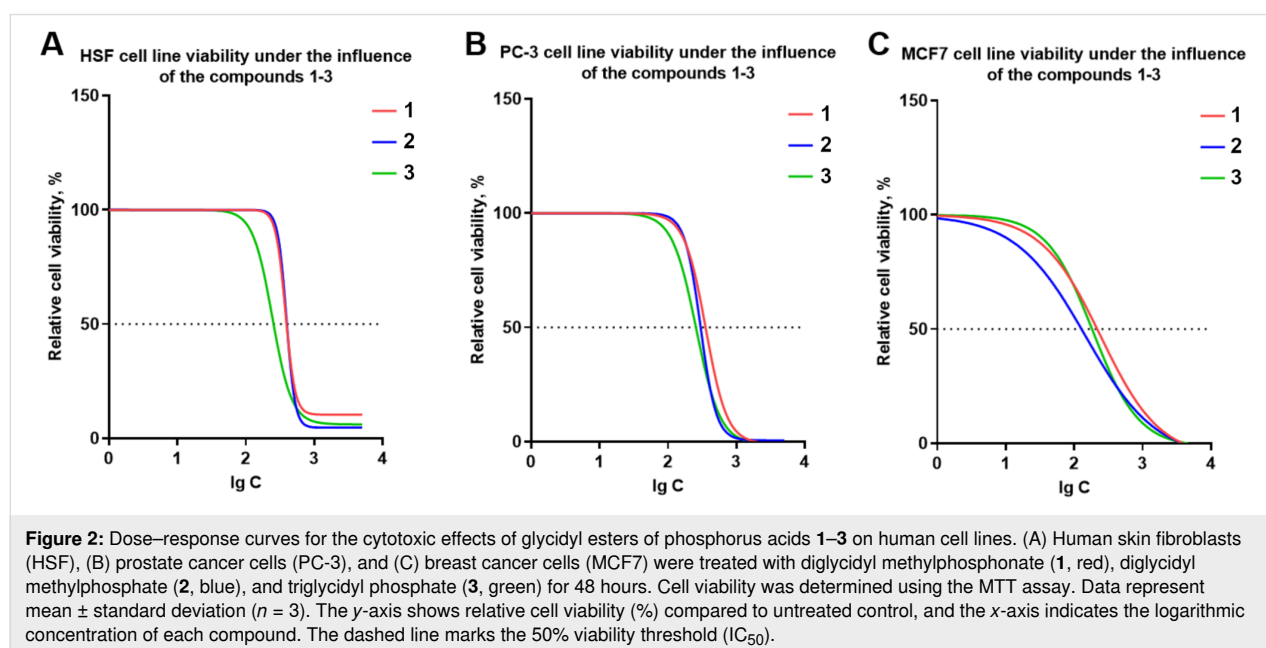 A
HSF cell line viability under the influence
of the compounds 1-3
150
100
50
0
Relative cell viability, %
0 1 2 3 4
lg C
1
2
3
B
PC-3 cell line viability under the influence
of the compounds 1-3
150
100
50
0
Relative cell viability, %
0 1 2 3 4
lg C
1
2
3
C
MCF7 cell line viability under the influence
of the compounds 1-3
150
100
50
0
Relative cell viability, %
0 1 2 3 4
lg C
1
2
3
Figure 2: Dose–response curves for the cytotoxic effects of glycidyl esters of phosphorus acids 1–3 on human cell lines. (A) Human skin fibroblasts
(HSF), (B) prostate cancer cells (PC-3), and (C) breast cancer cells (MCF7) were treated with diglycidyl methylphosphonate (1, red), diglycidyl
methylphosphate (2, blue), and triglycidyl phosphate (3, green) for 48 hours. Cell viability was determined using the MTT assay. Data represent
mean ± standard deviation (n = 3). The y-axis shows relative cell viability (%) compared to untreated control, and the x-axis indicates the logarithmic
concentration of each compound. The dashed line marks the 50% viability threshold (IC50).